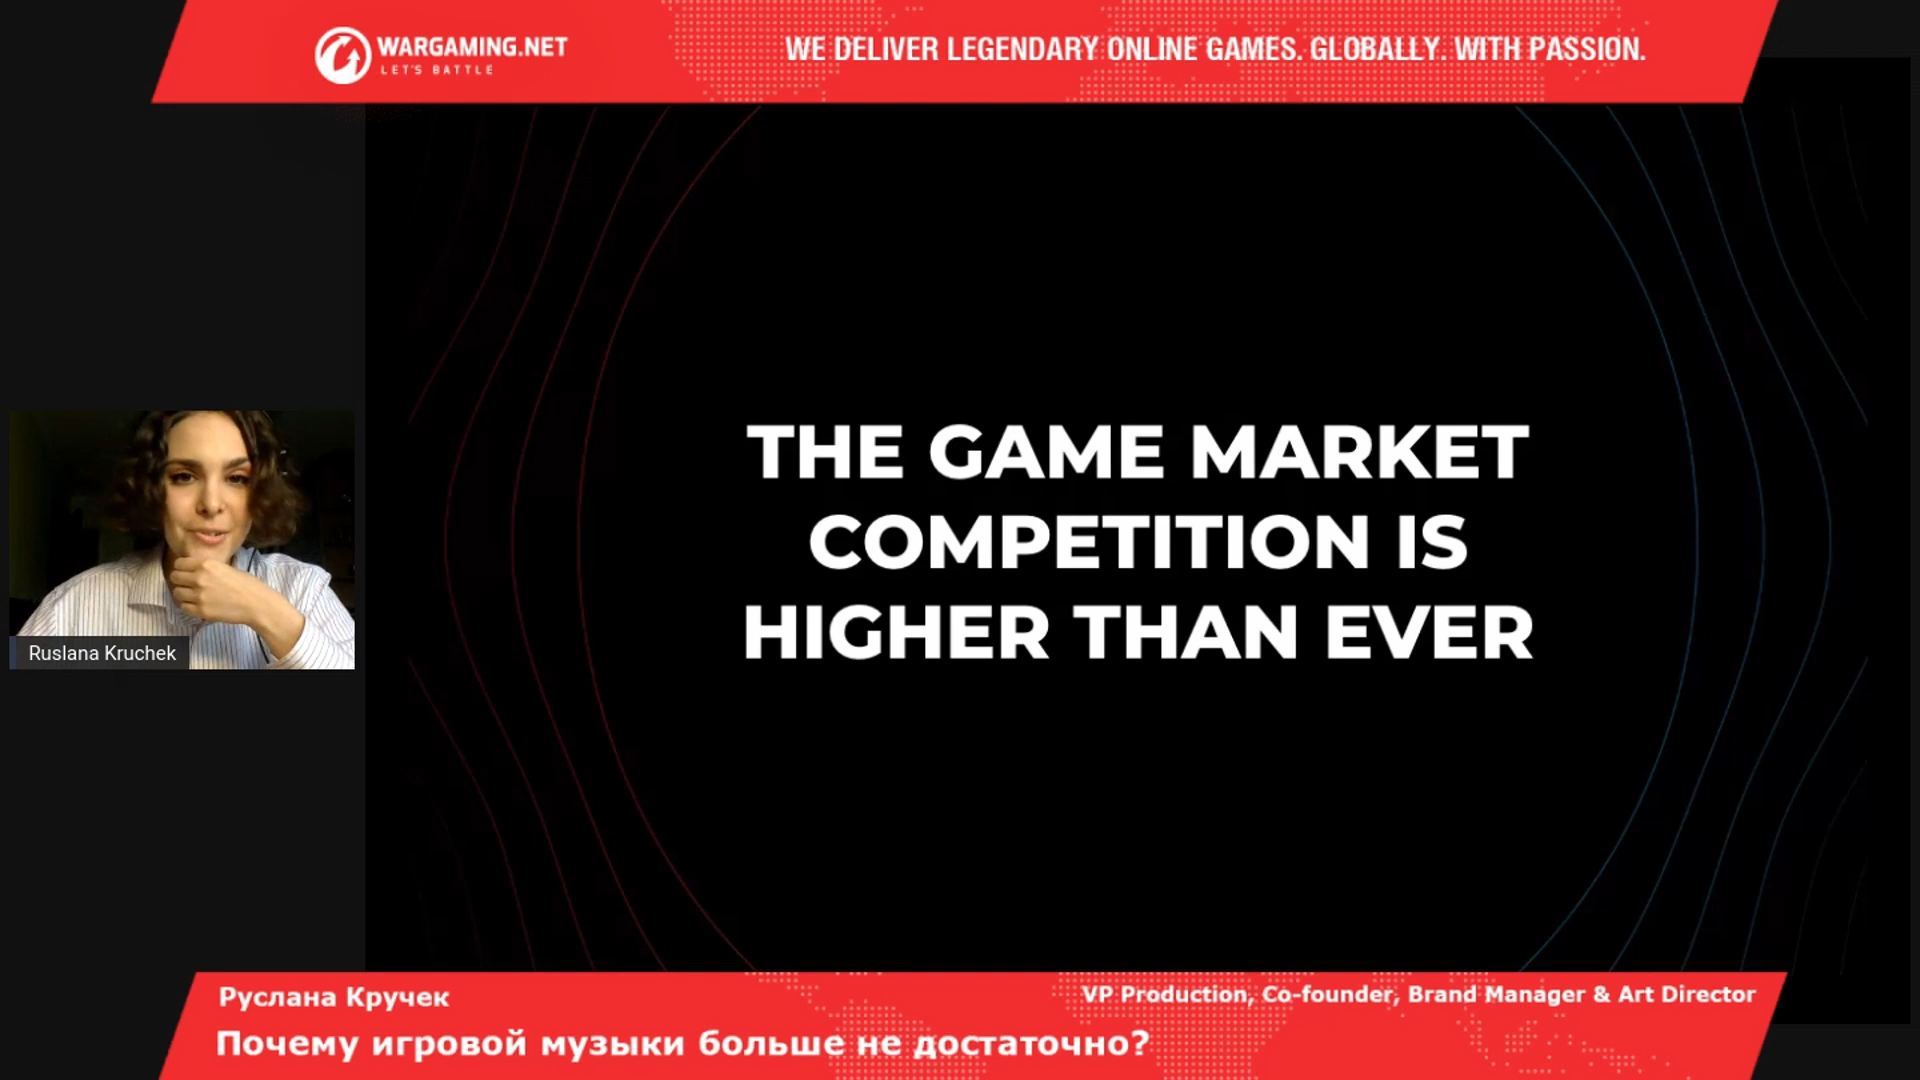 WARGAMING.NET
LET'S BATTLE
WE DELIVER LEGENDARY ONLINE GAMES. GLOBALLY. WITH PASSION.
THE GAME MARKET
COMPETITION IS
HIGHER THAN EVER
Ruslana Kruchek
Руслана Кручек
VP Production, Co-founder, Brand Manager & Art Director
Почему игровой музыки больше не достаточно?